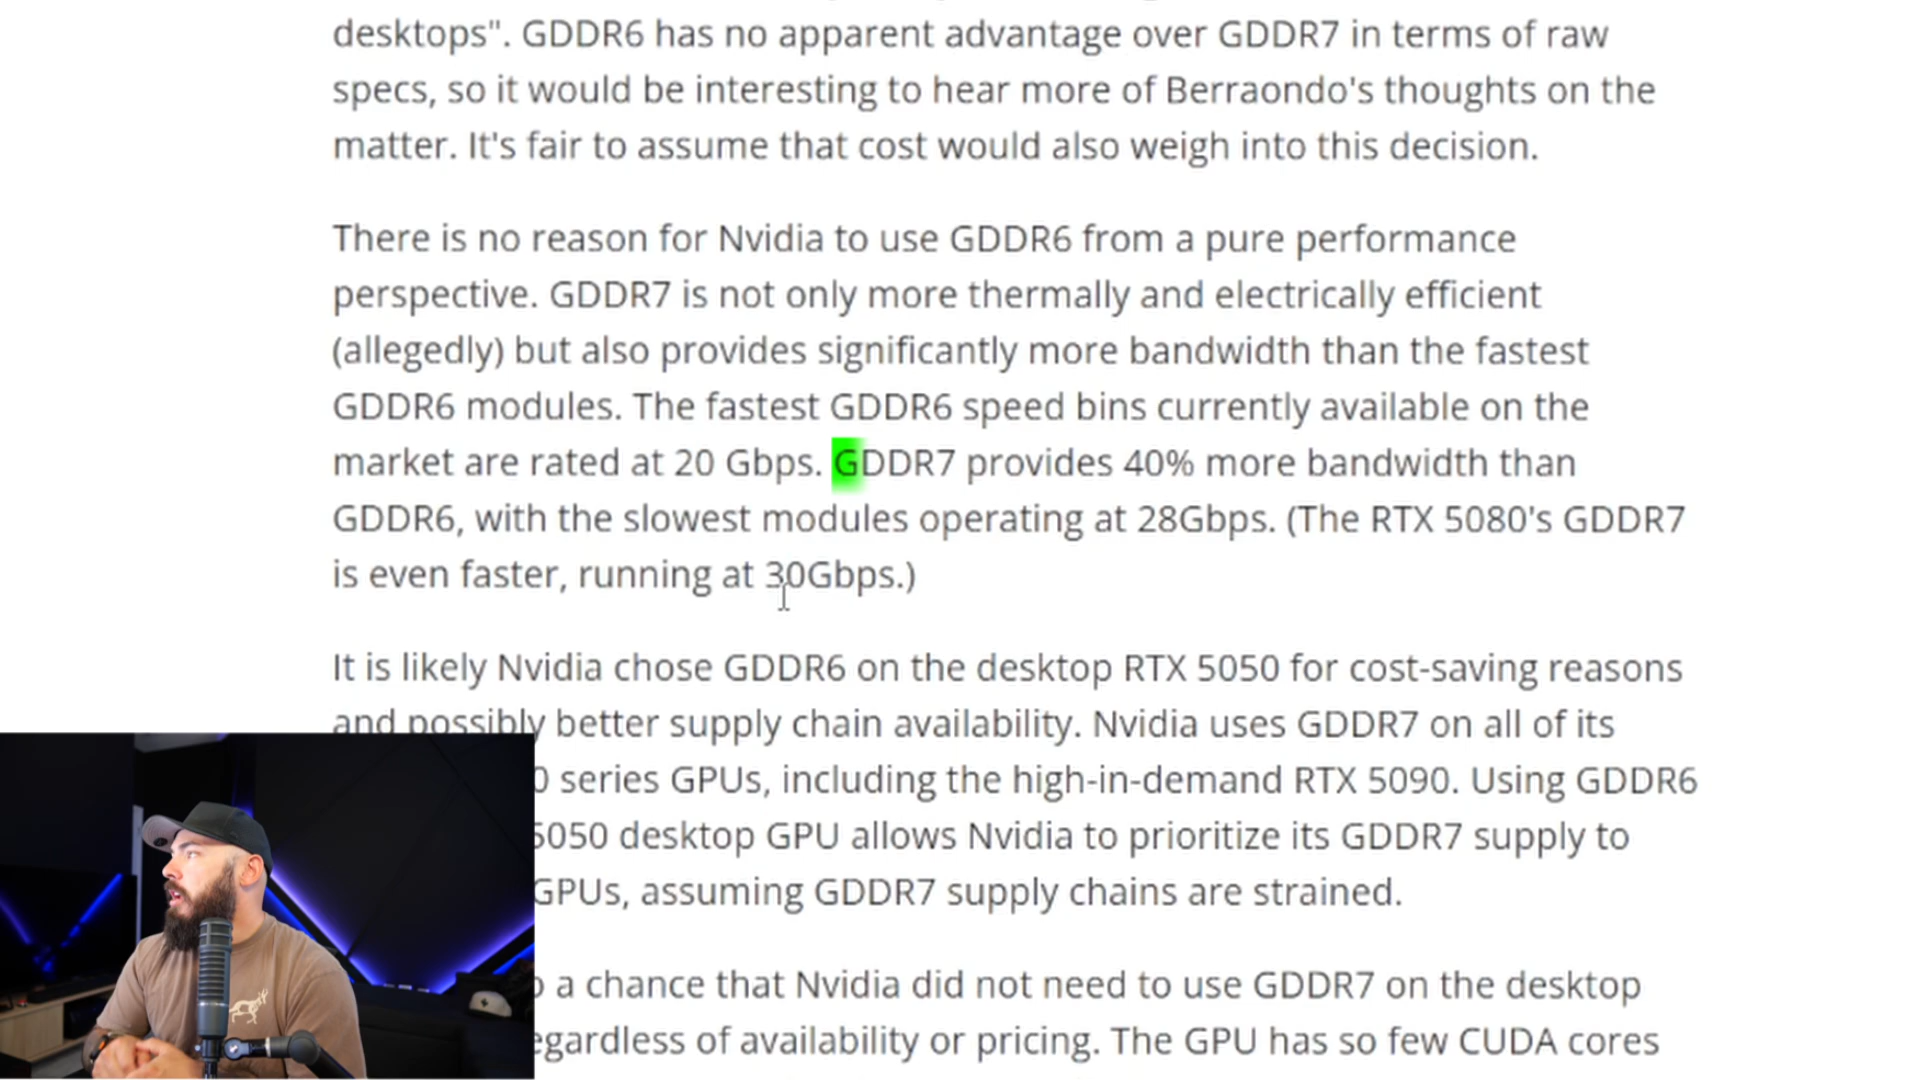 desktops". GDDR6 has no apparent advantage over GDDR7 in terms of raw
specs, so it would be interesting to hear more of Berraondo's thoughts on the
matter. It's fair to assume that cost would also weigh into this decision.
There is no reason for Nvidia to use GDDR6 from a pure performance
perspective. GDDR7 is not only more thermally and electrically efficient
(allegedly) but also provides significantly more bandwidth than the fastest
GDDR6 modules. The fastest GDDR6 speed bins currently available on the
market are rated at 20 Gbps. GDDR7 provides 40% more bandwidth than
GDDR6, with the slowest modules operating at 28Gbps. (The RTX 5080's GDDR7
is even faster, running at 30Gbps.)
It is likely Nvidia chose GDDR6 on the desktop RTX 5050 for cost-saving reasons
and possibly better supply chain availability. Nvidia uses GDDR7 on all of its
0 series GPUs, including the high-in-demand RTX 5090. Using GDDR6
5050 desktop GPU allows Nvidia to prioritize its GDDR7 supply to
GPUs, assuming GDDR7 supply chains are strained.
a chance that Nvidia did not need to use GDDR7 on the desktop
egardless of availability or pricing. The GPU has so few CUDA cores